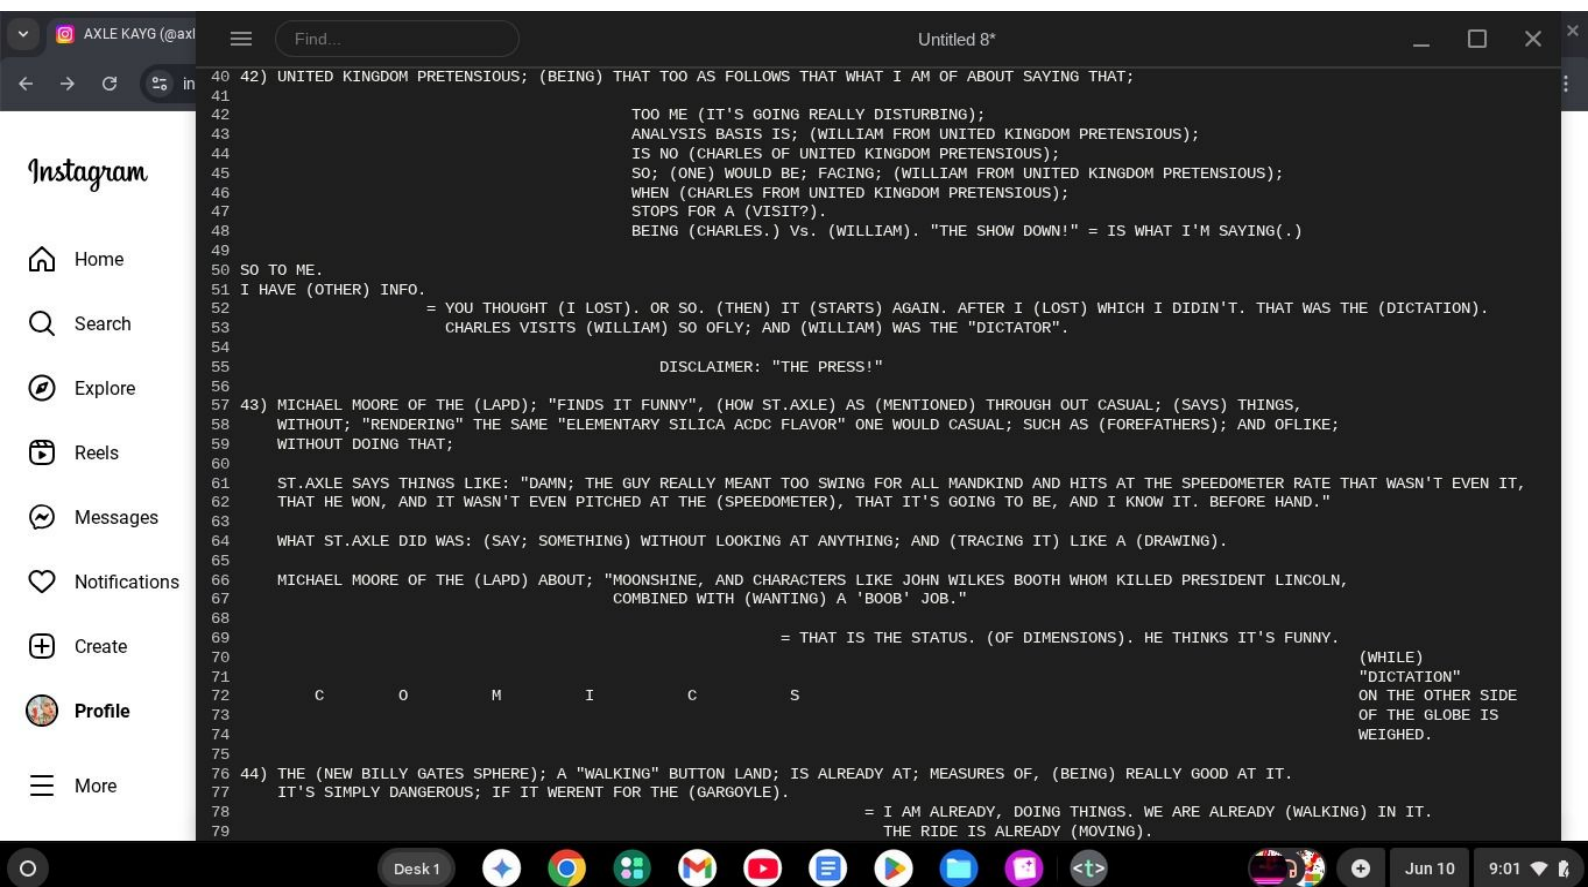 AXLE KAYG (@axl
Find...
Untitled 8*
in
Instagram
Home
Search
Explore
Reels
Messages
Notifications
Create
Profile
More
40 42) UNITED KINGDOM PRETENSIOUS; (BEING) THAT TOO AS FOLLOWS THAT WHAT I AM OF ABOUT SAYING THAT;
41
42 TOO ME (IT'S GOING REALLY DISTURBING);
43 ANALYSIS BASIS IS; (WILLIAM FROM UNITED KINGDOM PRETENSIOUS);
44 IS NO (CHARLES OF UNITED KINGDOM PRETENSIOUS);
45 SO; (ONE) WOULD BE; FACING; (WILLIAM FROM UNITED KINGDOM PRETENSIOUS);
46 WHEN (CHARLES FROM UNITED KINGDOM PRETENSIOUS);
47 STOPS FOR A (VISIT?).
48 BEING (CHARLES.) Vs. (WILLIAM). "THE SHOW DOWN!" = IS WHAT I'M SAYING(.)
49
50 SO TO ME.
51 I HAVE (OTHER) INFO.
52 = YOU THOUGHT (I LOST). OR SO. (THEN) IT (STARTS) AGAIN. AFTER I (LOST) WHICH I DIDIN'T. THAT WAS THE (DICTATION).
53 CHARLES VISITS (WILLIAM) SO OFLY; AND (WILLIAM) WAS THE "DICTATOR".
54
55 DISCLAIMER: "THE PRESS!"
56
57 43) MICHAEL MOORE OF THE (LAPD); "FINDS IT FUNNY", (HOW ST.AXLE) AS (MENTIONED) THROUGH OUT CASUAL; (SAYS) THINGS,
58 WITHOUT; "RENDERING" THE SAME "ELEMENTARY SILICA ACDC FLAVOR" ONE WOULD CASUAL; SUCH AS (FOREFATHERS); AND OFLIKE;
59 WITHOUT DOING THAT;
60
61 ST.AXLE SAYS THINGS LIKE: "DAMN; THE GUY REALLY MEANT TOO SWING FOR ALL MANDKIND AND HITS AT THE SPEEDOMETER RATE THAT WASN'T EVEN IT,
62 THAT HE WON, AND IT WASN'T EVEN PITCHED AT THE (SPEEDOMETER), THAT IT'S GOING TO BE, AND I KNOW IT. BEFORE HAND."
63
64 WHAT ST.AXLE DID WAS: (SAY; SOMETHING) WITHOUT LOOKING AT ANYTHING; AND (TRACING IT) LIKE A (DRAWING).
65
66 MICHAEL MOORE OF THE (LAPD) ABOUT; "MOONSHINE, AND CHARACTERS LIKE JOHN WILKES BOOTH WHOM KILLED PRESIDENT LINCOLN,
67 COMBINED WITH (WANTING) A 'BOOB' JOB."
68
69 = THAT IS THE STATUS. (OF DIMENSIONS). HE THINKS IT'S FUNNY.
70 (WHILE)
71 "DICTATION"
72 C O M I C S ON THE OTHER SIDE
73 OF THE GLOBE IS
74 WEIGHED.
75
76 44) THE (NEW BILLY GATES SPHERE); A "WALKING" BUTTON LAND; IS ALREADY AT; MEASURES OF, (BEING) REALLY GOOD AT IT.
77 IT'S SIMPLY DANGEROUS; IF IT WERENT FOR THE (GARGOYLE).
78 = I AM ALREADY, DOING THINGS. WE ARE ALREADY (WALKING) IN IT.
79 THE RIDE IS ALREADY (MOVING).
Desk 1
<t>
Jun 10
9:01